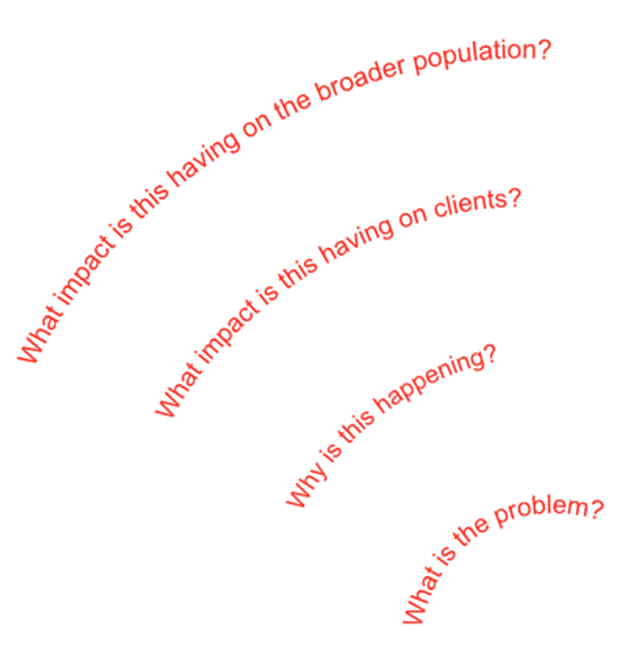 What impact is this having on the broader population?
What impact is this having on clients?
Why is this happening?
What is the problem?